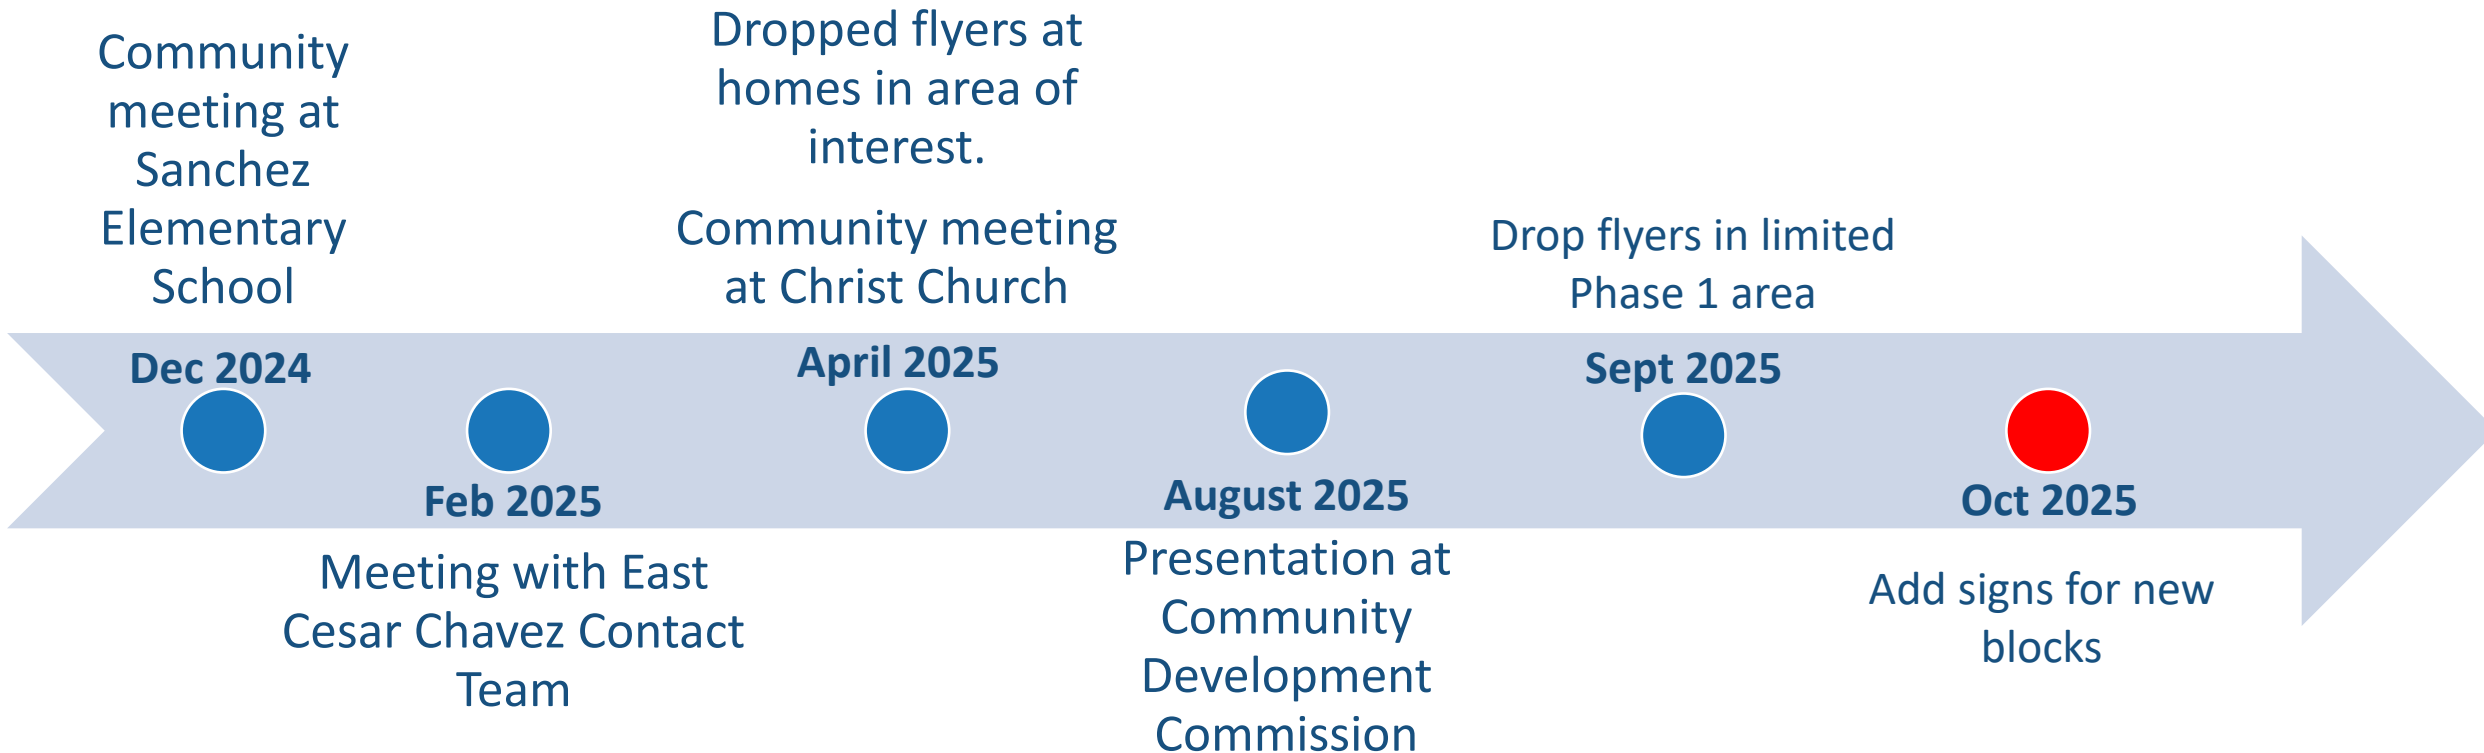 Community
meeting at
Sanchez
Elementary
School
Dec 2024
Feb 2025
Meeting with East
Cesar Chavez Contact
Team
Dropped flyers at
homes in area of
interest.
Community meeting
at Christ Church
April 2025
August 2025
Presentation at
Community
Development
Commission
Drop flyers in limited
Phase 1 area
Sept 2025
Oct 2025
Add signs for new
blocks